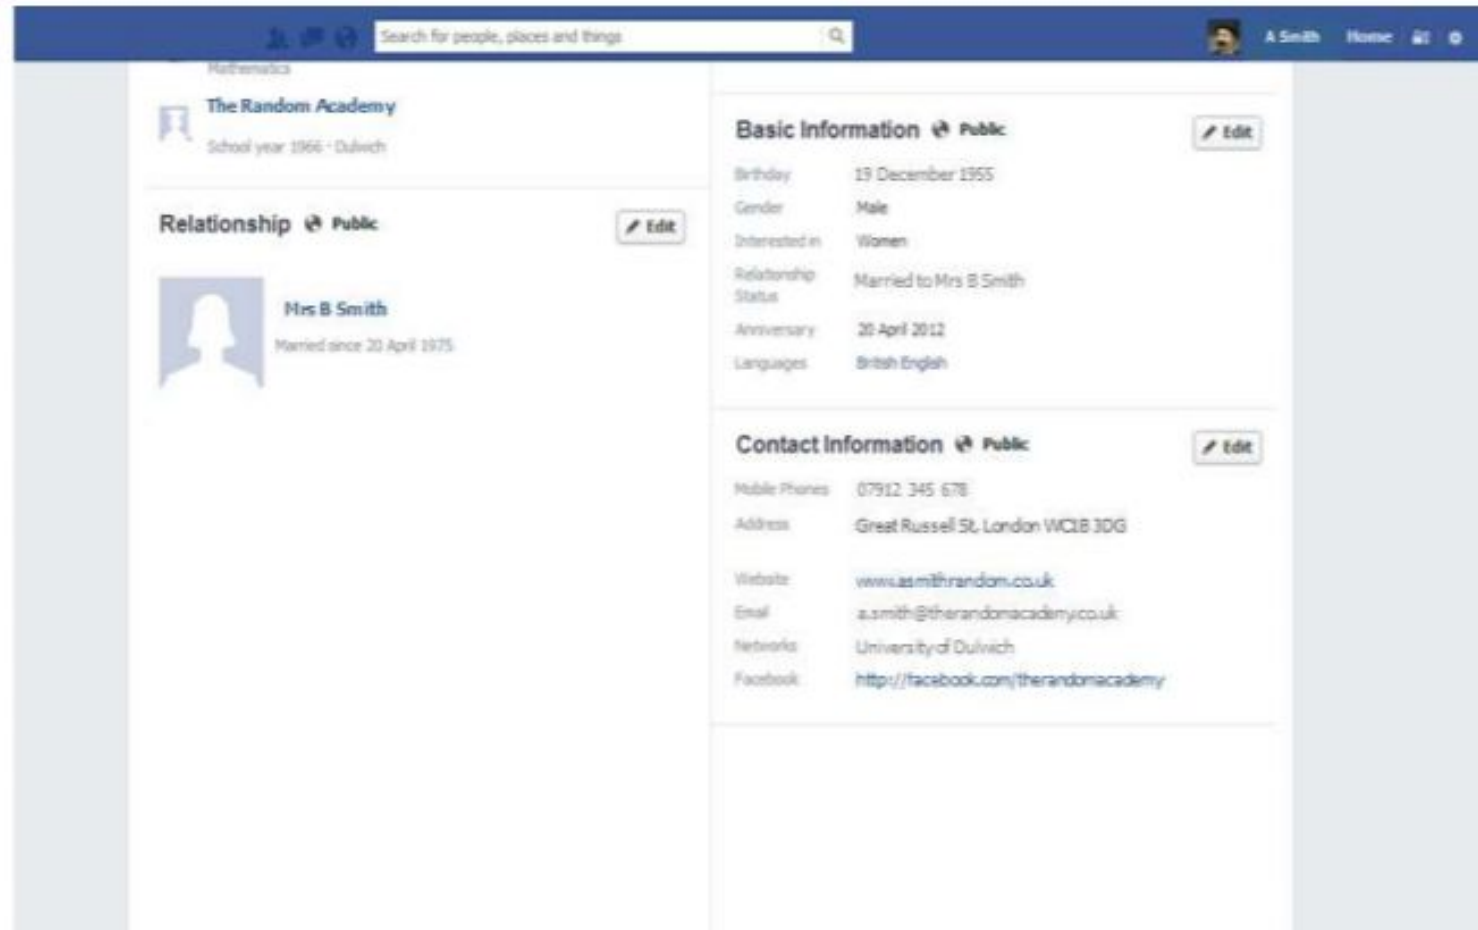 Search for people, places and things
A Smith Home
Mathematics
The Random Academy
School year 1966 · Dulwich
Relationship Public Edit
Mrs B Smith
Married since 20 April 1975
Basic Information Public Edit
Birthday 19 December 1955
Gender Male
Interested in Women
Relationship Married to Mrs B Smith
Status
Anniversary 20 April 2012
Languages British English
Contact Information Public Edit
Mobile Phones 07912 345 678
Address Great Russell St, London WC1B 3DG
Website www.asmithrandom.co.uk
Email a.smith@therandomacademy.co.uk
Networks University of Dulwich
Facebook http://facebook.com/therandomacademy